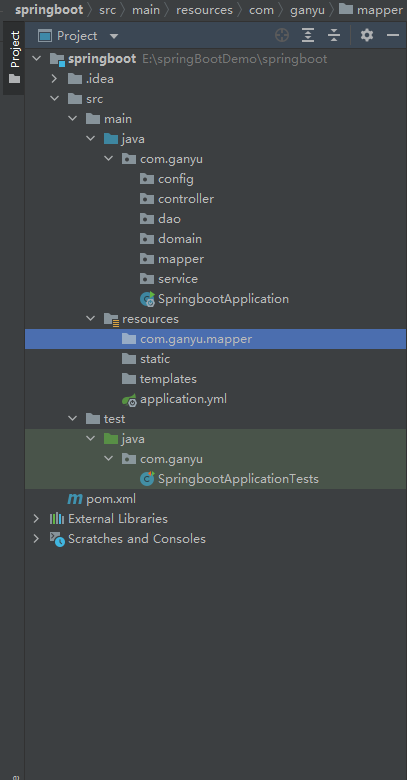 springboot src main resources com ganyu mapper
Project
Project
springboot E:\springBootDemo\springboot
.idea
src
main
java
com.ganyu
config
controller
dao
domain
mapper
service
SpringbootApplication
resources
com.ganyu.mapper
static
templates
application.yml
test
java
com.ganyu
SpringbootApplicationTests
pom.xml
External Libraries
Scratches and Consoles